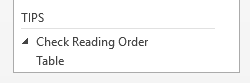 TIPS
Check Reading Order
Table